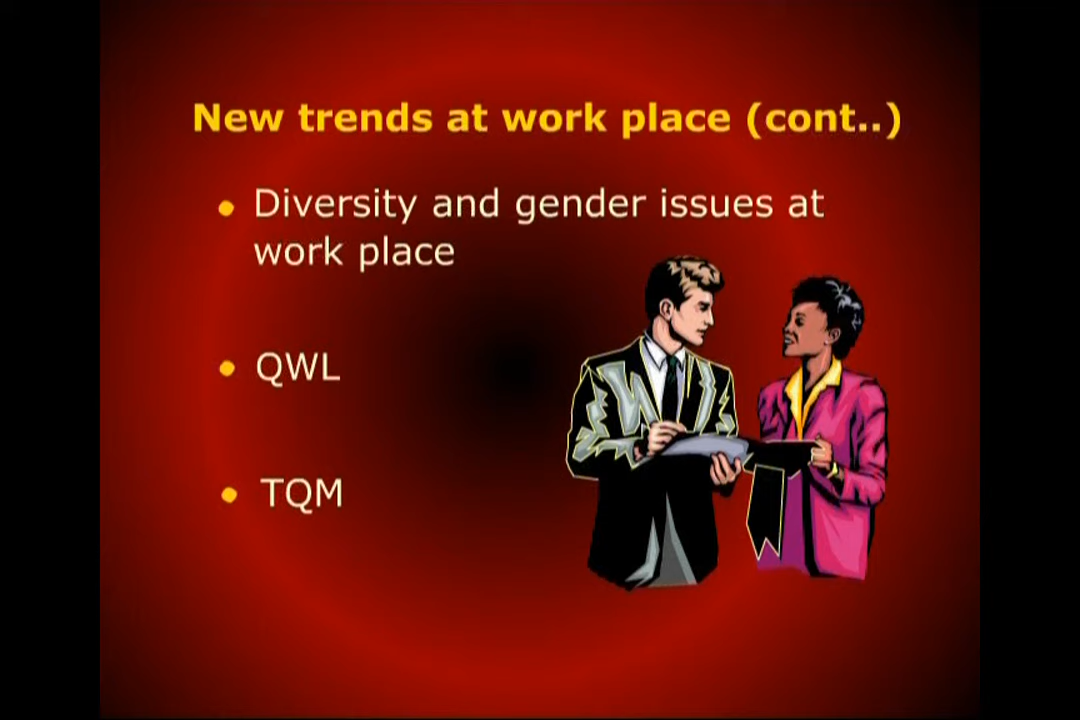 New trends at work place (cont..)
• Diversity and gender issues at
work place
• QWL
• TQM